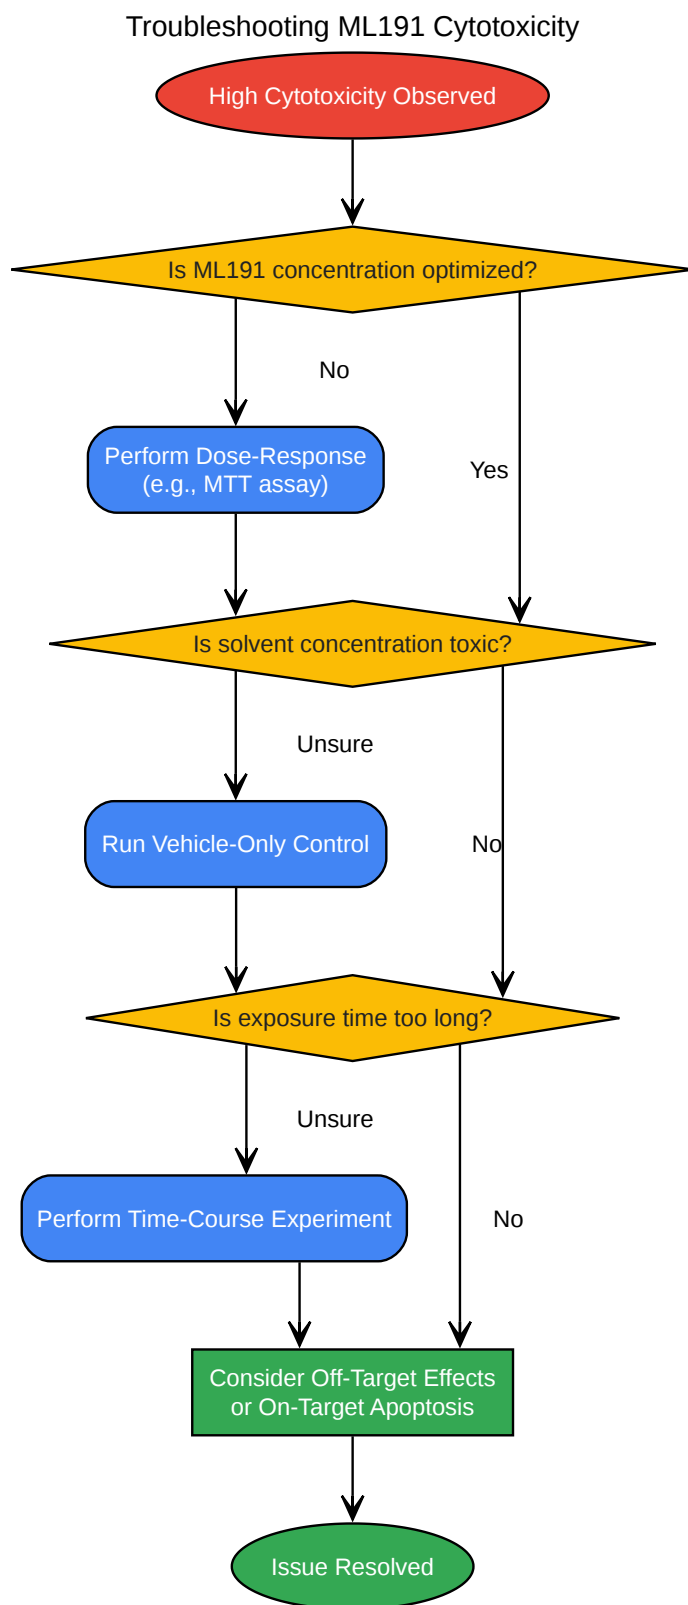 Troubleshooting ML191 Cytotoxicity
High Cytotoxicity Observed
Is ML191 concentration optimized?
No
Perform Dose-Response
(e.g., MTT assay)
Yes
Is solvent concentration toxic?
Unsure
Run Vehicle-Only Control
No
Is exposure time too long?
Unsure
Perform Time-Course Experiment
No
Consider Off-Target Effects
or On-Target Apoptosis
Issue Resolved